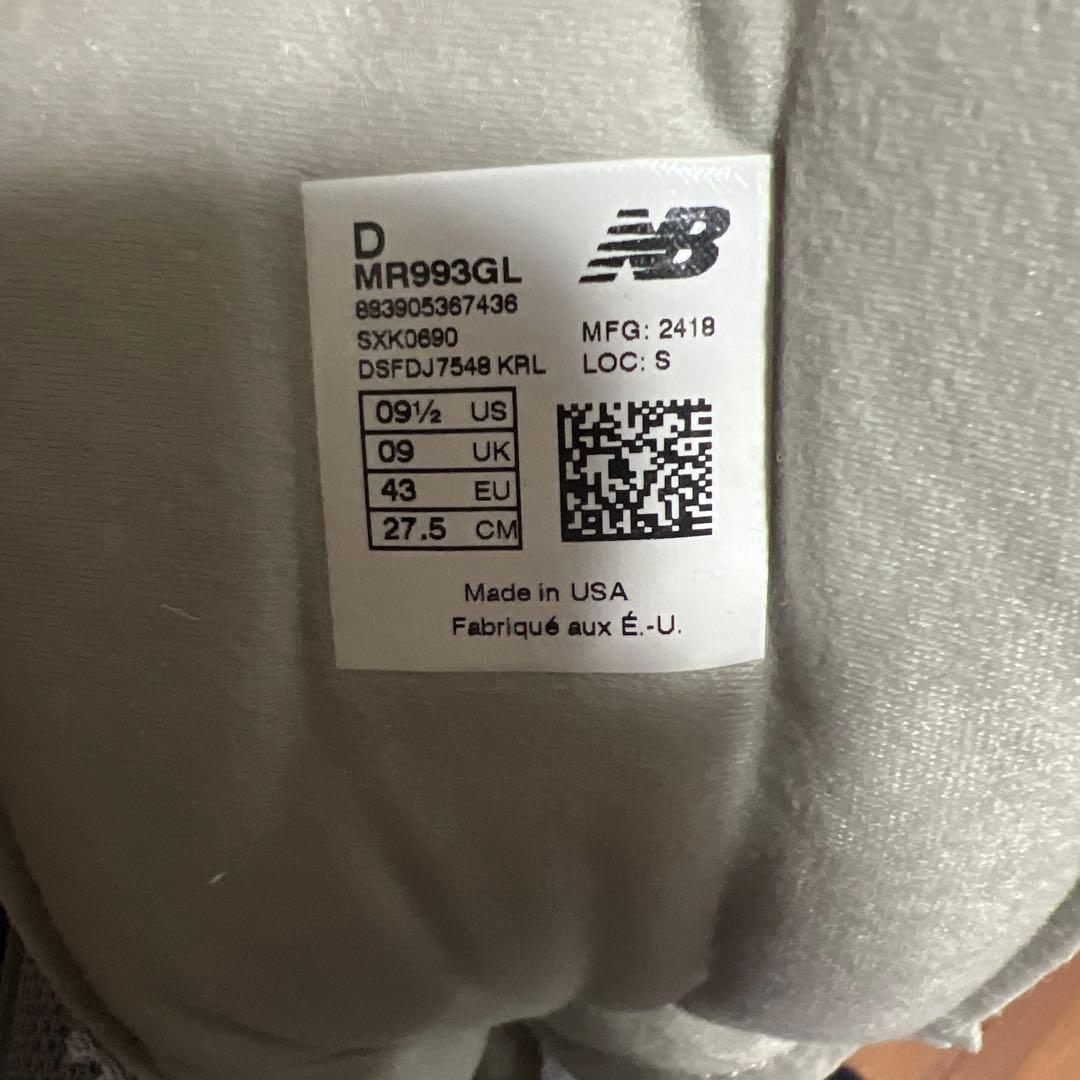 D
MR993GL
883905367436
SXK0690
DSFDJ7548 KRL
NB
MFG: 2418
LOC: S
09½ US
09 UK
43 EU
27.5 CM
Made in USA
Fabriqué aux É.-U.